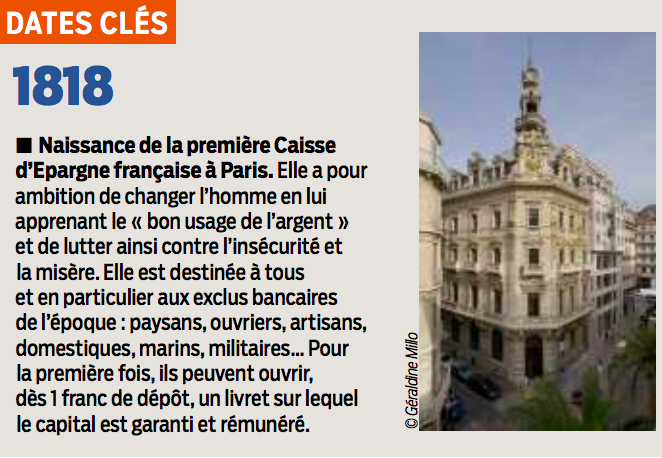 DATES CLÉS
1818
■ Naissance de la première Caisse
d'Epargne française à Paris. Elle a pour
ambition de changer l'homme en lui
apprenant le « bon usage de l'argent »
et de lutter ainsi contre l'insécurité et
la misère. Elle est destinée à tous
et en particulier aux exclus bancaires
de l'époque : paysans, ouvriers, artisans,
domestiques, marins, militaires... Pour
la première fois, ils peuvent ouvrir,
dès 1 franc de dépôt, un livret sur lequel
le capital est garanti et rémunéré.
© Géraldine Millo